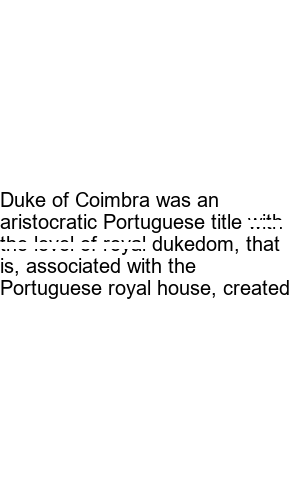 Duke of Coimbra was an
aristocratic Portuguese title
dukedom, that
is, associated with the
Portuguese royal house, created